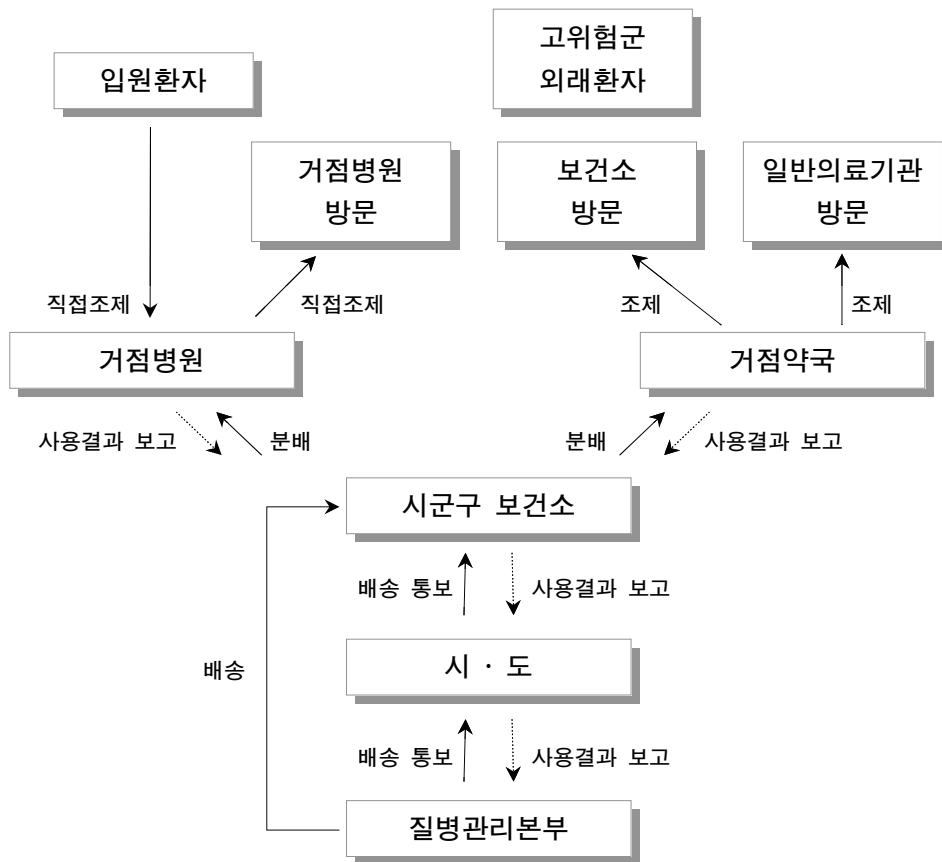 고위험군
외래환자
입원환자
거점병원
방문
보건소
방문
일반의료기관
방문
직접조제
직접조제
조제
조제
거점병원
거점약국
사용결과 보고
분배
분배
사용결과 보고
시군구 보건소
배송 통보
사용결과 보고
시 · 도
배송
배송 통보
사용결과 보고
질병관리본부